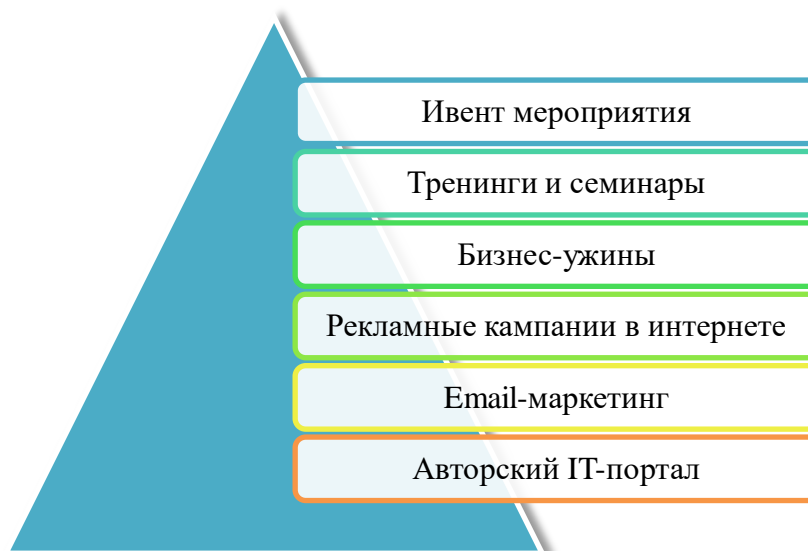 Ивент мероприятия
Тренинги и семинары
Бизнес-ужины
Рекламные кампании в интернете
Email-маркетинг
Авторский IT-портал